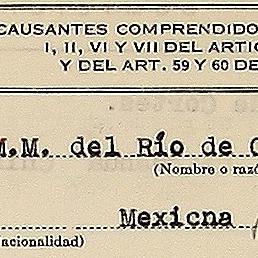 CAUSANTES COMPRENDIDO
I, II, VI Y VII DEL ARTIC
Y DEL ART. 59 Y 60 DE
M.M. del Río de C
(Nombre o razó
Mexicna
acionalidad)